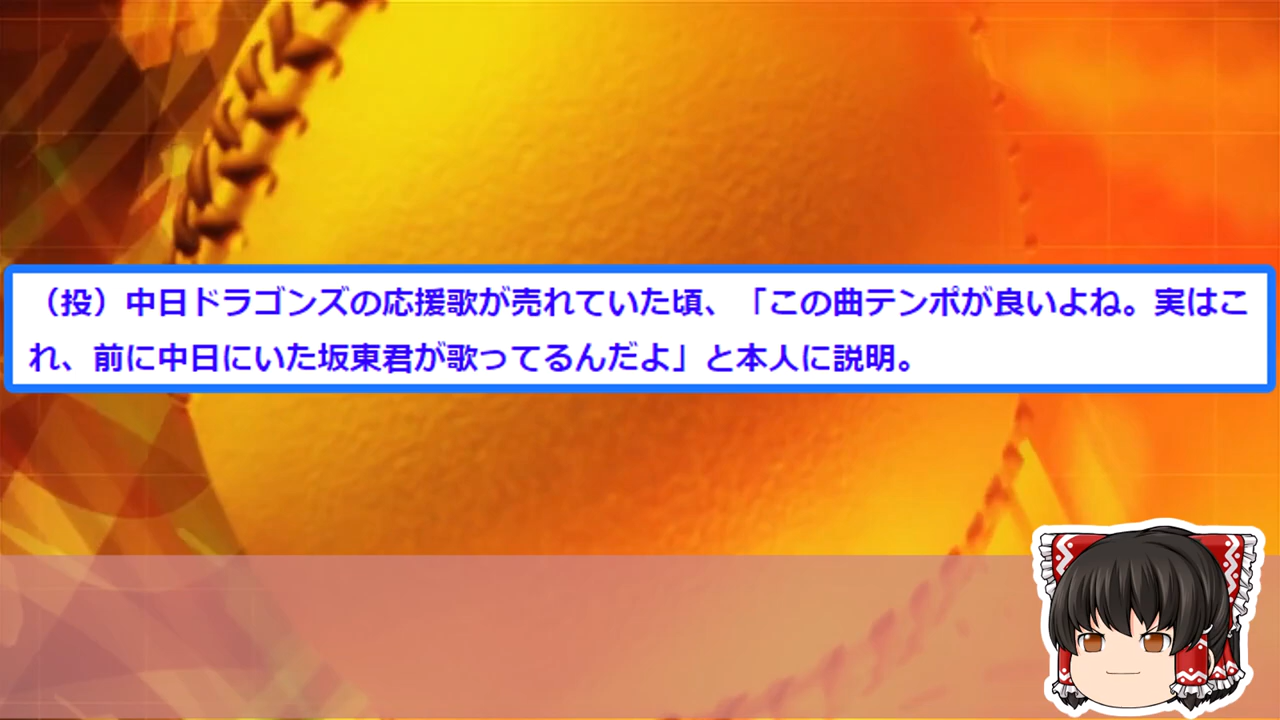 （投）中日ドラゴンズの応援歌が売れていた頃、「この曲テンポが良いよね。実はこ
れ、前に中日にいた坂東君が歌ってるんだよ」と本人に説明。